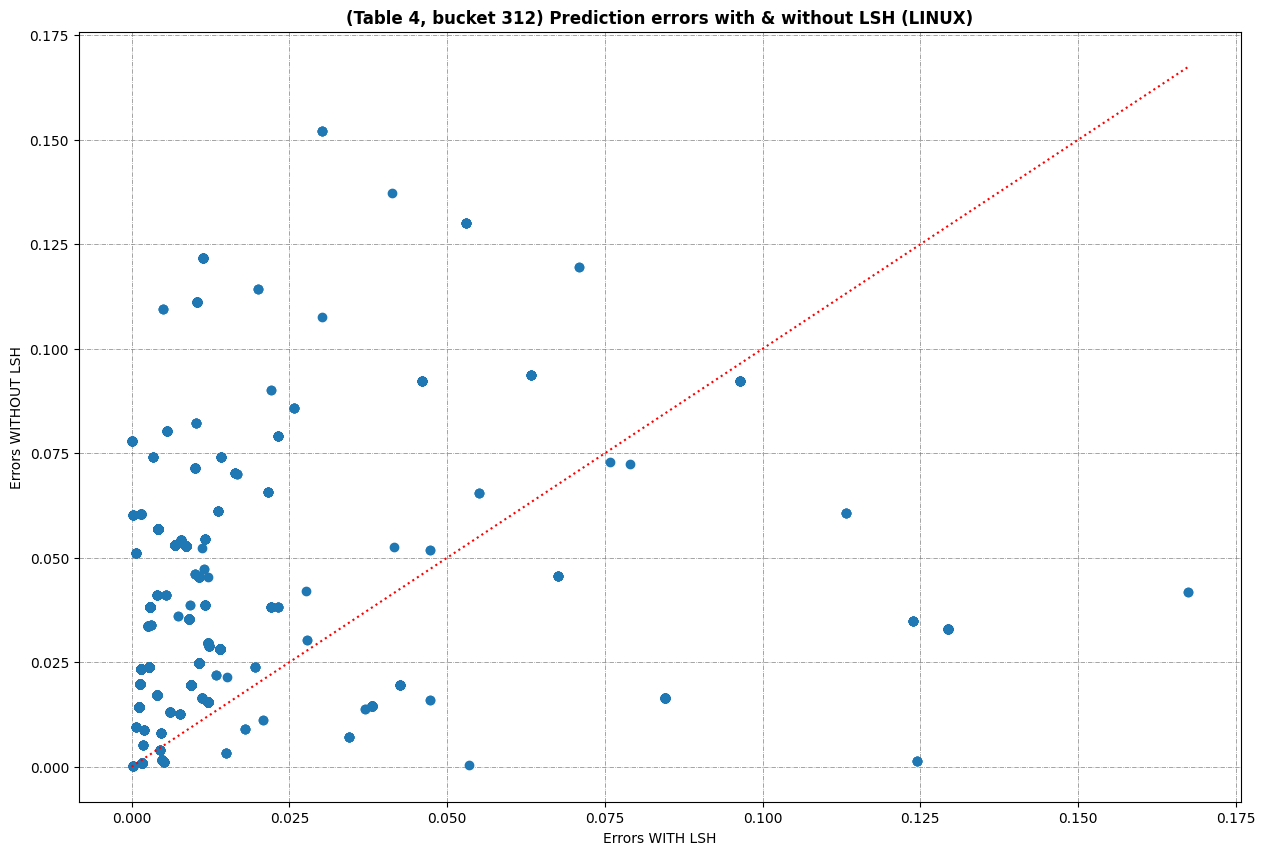 (Table 4, bucket 312) Prediction errors with & without LSH (LINUX)
0.175
0.150
0.125
0.100
0.075
0.050
0.025
0.000
Errors WITHOUT LSH
0.000 0.025 0.050 0.075 0.100 0.125 0.150 0.175
Errors WITH LSH